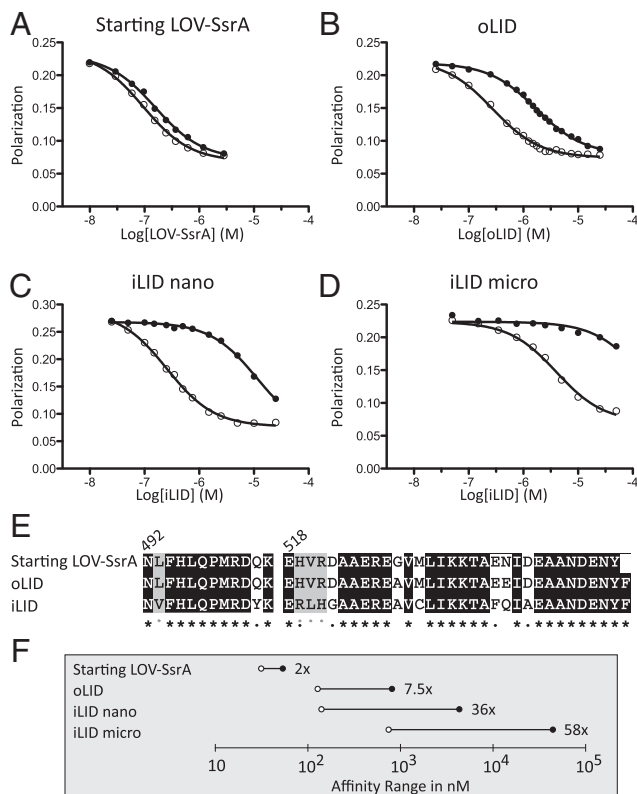 A
Starting LOV-SsrA
0.25
0.20
0.15
0.10
0.05
0.00
Polarization
-8 -7 -6 -5 -4
Log[LOV-SsrA] (M)
B
oLID
0.25
0.20
0.15
0.10
0.05
0.00
Polarization
-8 -7 -6 -5 -4
Log[oLID] (M)
C
iLID nano
0.30
0.25
0.20
0.15
0.10
0.05
0.00
Polarization
-8 -7 -6 -5 -4
Log[iLID] (M)
D
iLID micro
0.25
0.20
0.15
0.10
0.05
0.00
Polarization
-8 -7 -6 -5 -4
Log[iLID] (M)
E
492 518
Starting LOV-SsrA NLFHLQPMRDQK EHVRDAAEREGVMLIKKTAENIDEAANDENY
oLID NLFHLQPMRDQK EHVRDAAEREAVMLIKKTAENIDEAANDENYF
iLID NVFHLQPMRDYK ERLHGAAEREAVCLIKKTAFQIAEAANDENYF
F
Starting LOV-SsrA 2x
oLID 7.5x
iLID nano 36x
iLID micro 58x
10 10² 10³ 10⁴ 10⁵
Affinity Range in nM